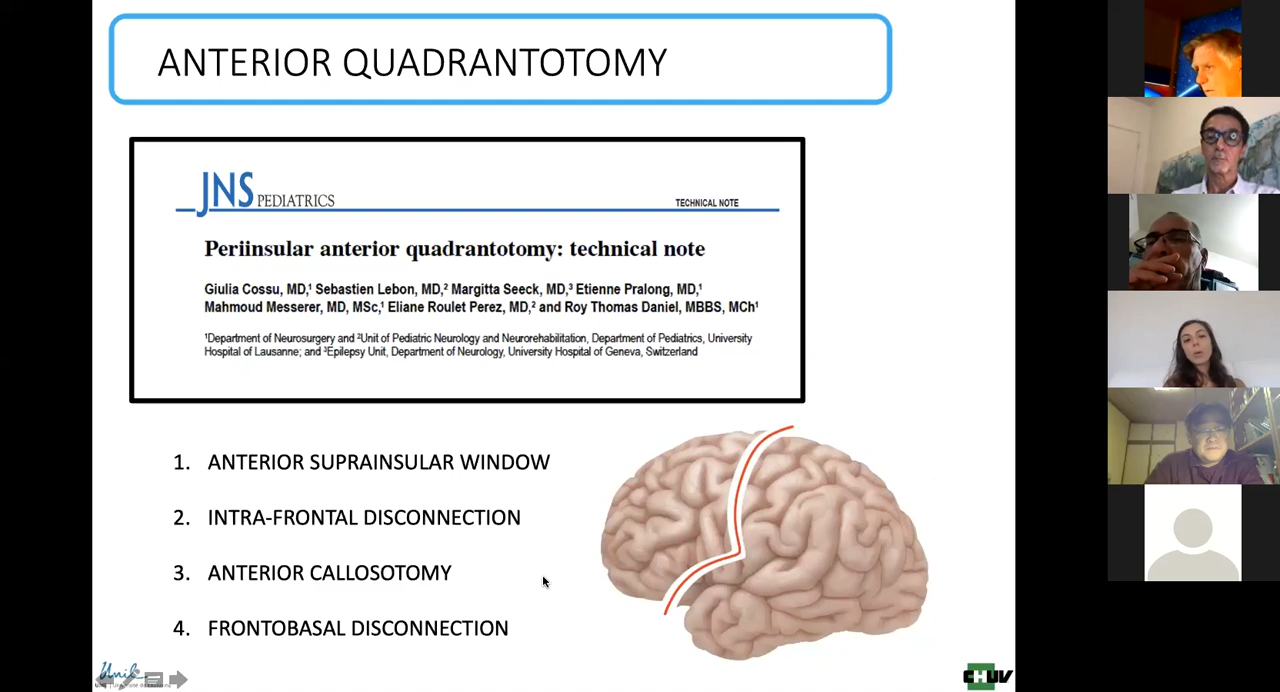 ANTERIOR QUADRANTOTOMY
JNS PEDIATRICS
TECHNICAL NOTE
Periinsular anterior quadrantotomy: technical note
Giulia Cossu, MD,¹ Sebastien Lebon, MD,² Margitta Seeck, MD,³ Etienne Pralong, MD,¹
Mahmoud Messerer, MD, MSc,¹ Eliane Roulet Perez, MD,² and Roy Thomas Daniel, MBBS, MCh¹
¹Department of Neurosurgery and ²Unit of Pediatric Neurology and Neurorehabilitation, Department of Pediatrics, University
Hospital of Lausanne; and ³Epilepsy Unit, Department of Neurology, University Hospital of Geneva, Switzerland
1. ANTERIOR SUPRAINSULAR WINDOW
2. INTRA-FRONTAL DISCONNECTION
3. ANTERIOR CALLOSOTOMY
4. FRONTOBASAL DISCONNECTION
Unil
CHUV